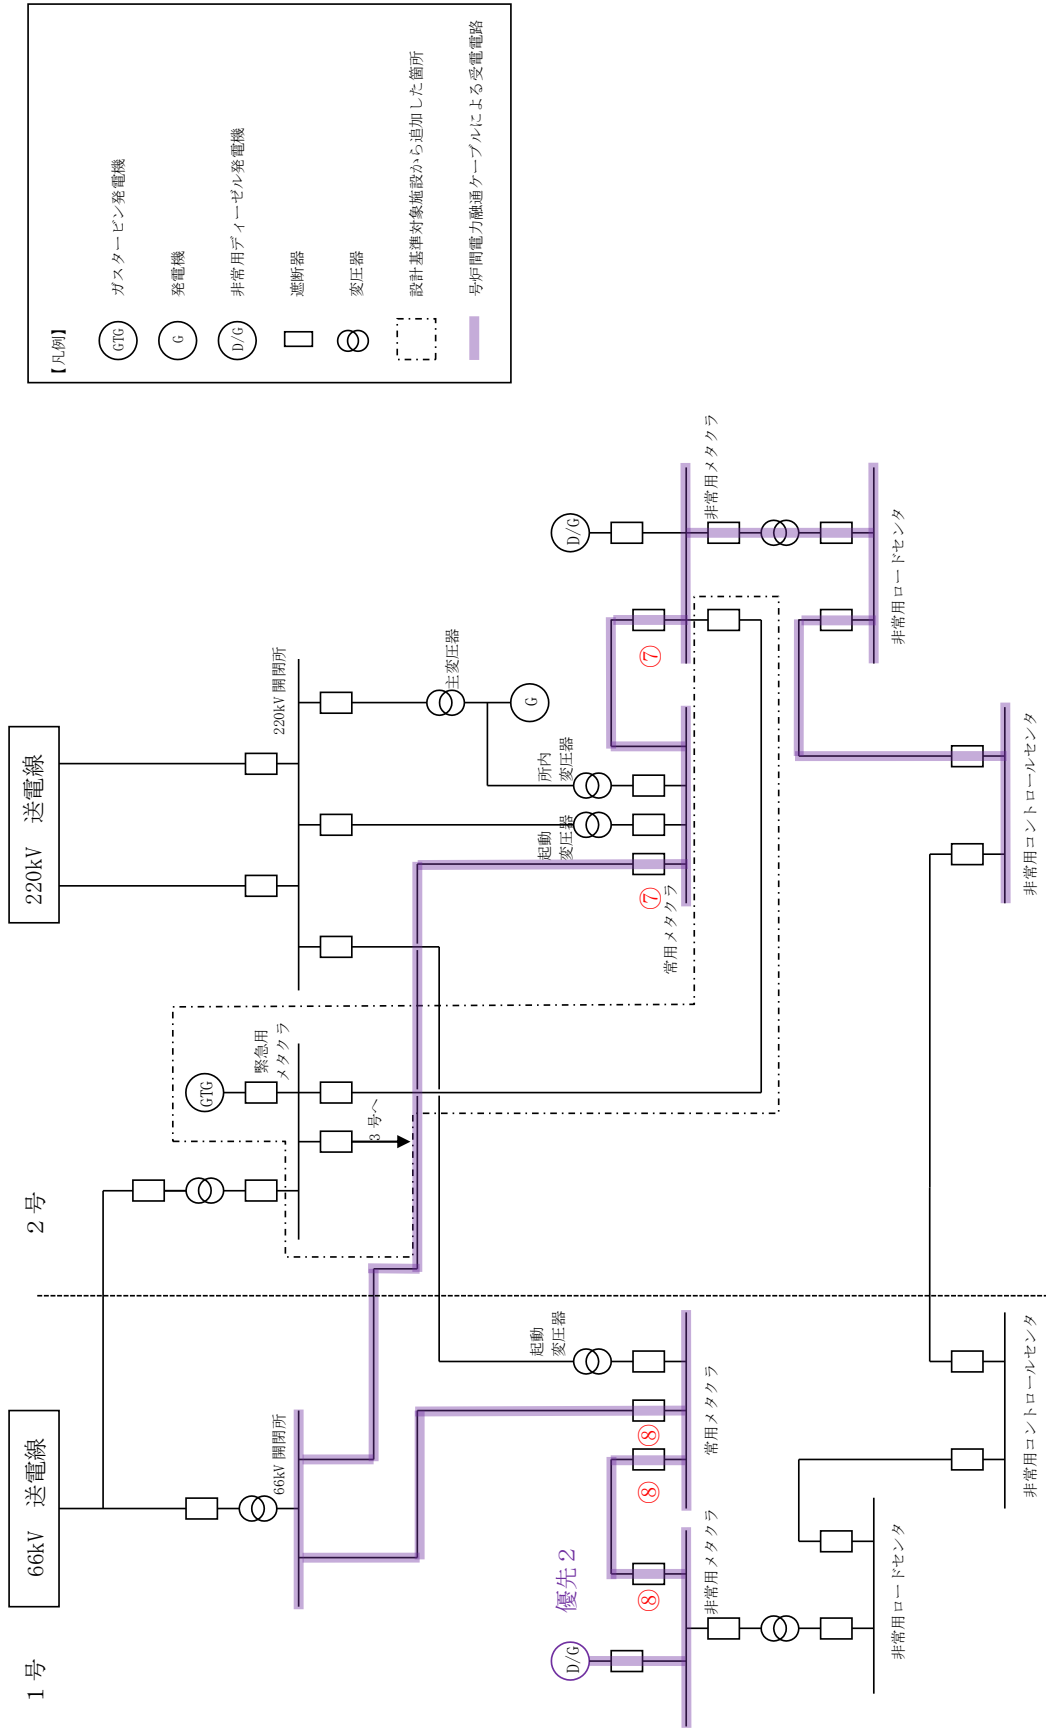 1号
2号
66kV 送電線
220kV 送電線
66kV 開閉所
220kV 開閉所
緊急用
メタクラ
GTG
3号へ
主変圧器
G
所内
変圧器
起動
変圧器
起動
変圧器
優先2
D/G
D/G
⑦
⑦
⑧
⑧
⑧
常用メタクラ
常用メタクラ
非常用メタクラ
非常用メタクラ
非常用ロードセンタ
非常用ロードセンタ
非常用コントロールセンタ
非常用コントロールセンタ
【凡例】
GTG ガスタービン発電機
G 発電機
D/G 非常用ディーゼル発電機
遮断器
変圧器
設計基準対象施設から追加した箇所
号炉間電力融通ケーブルによる受電電路